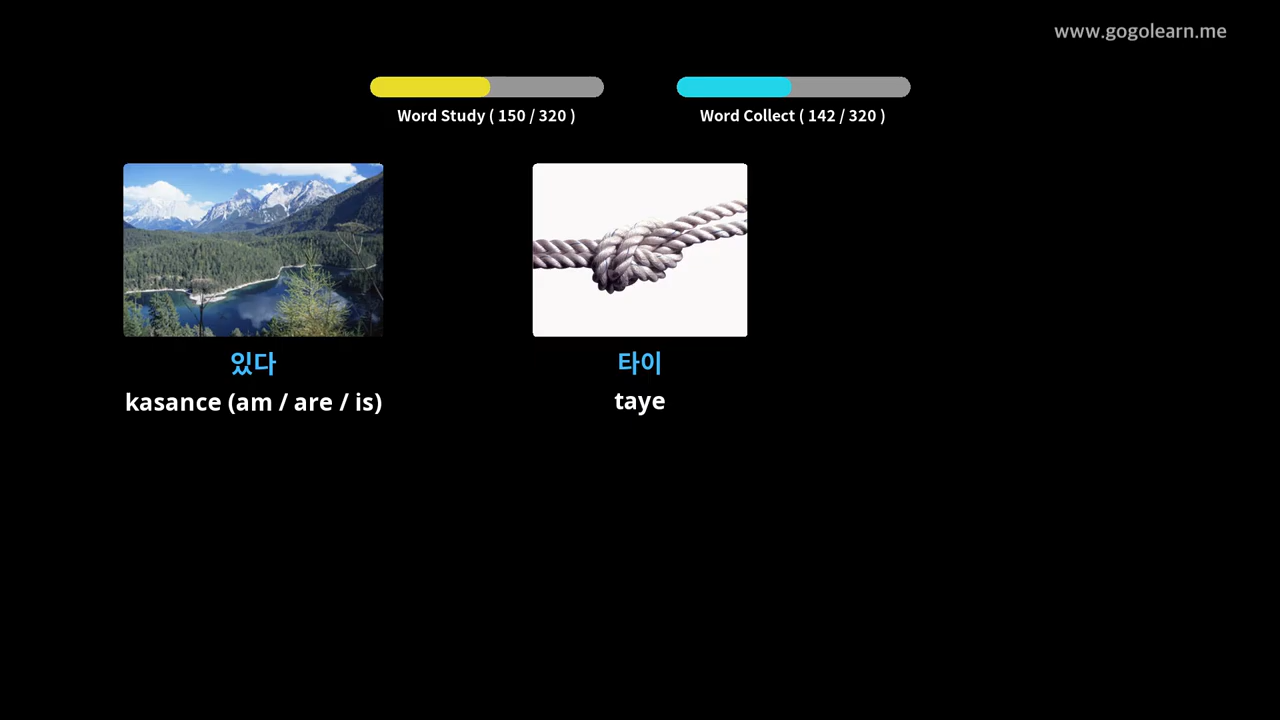 www.gogolearn.me
Word Study ( 150 / 320 )
Word Collect ( 142 / 320 )
있다
kasance (am / are / is)
타이
taye